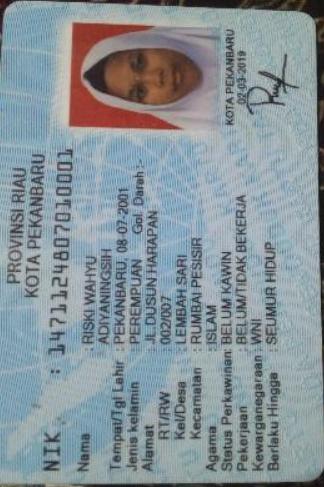 PROVINSI RIAU
KOTA PEKANBARU
NIK : 1471124807010001
Nama : RISKI WAHYU
ADIYANINGSIH
Tempat/Tgl Lahir : PEKANBARU, 08-07-2001
Jenis kelamin : PEREMPUAN Gol. Darah :-
Alamat : JL.DUSUN HARAPAN
RT/RW : 002/007
Kel/Desa : LEMBAH SARI
Kecamatan : RUMBAI PESISIR
Agama : ISLAM
Status Perkawinan: BELUM KAWIN
Pekerjaan : BELUM/TIDAK BEKERJA
Kewarganegaraan : WNI
Berlaku Hingga : SEUMUR HIDUP
KOTA PEKANBARU
02-03-2019